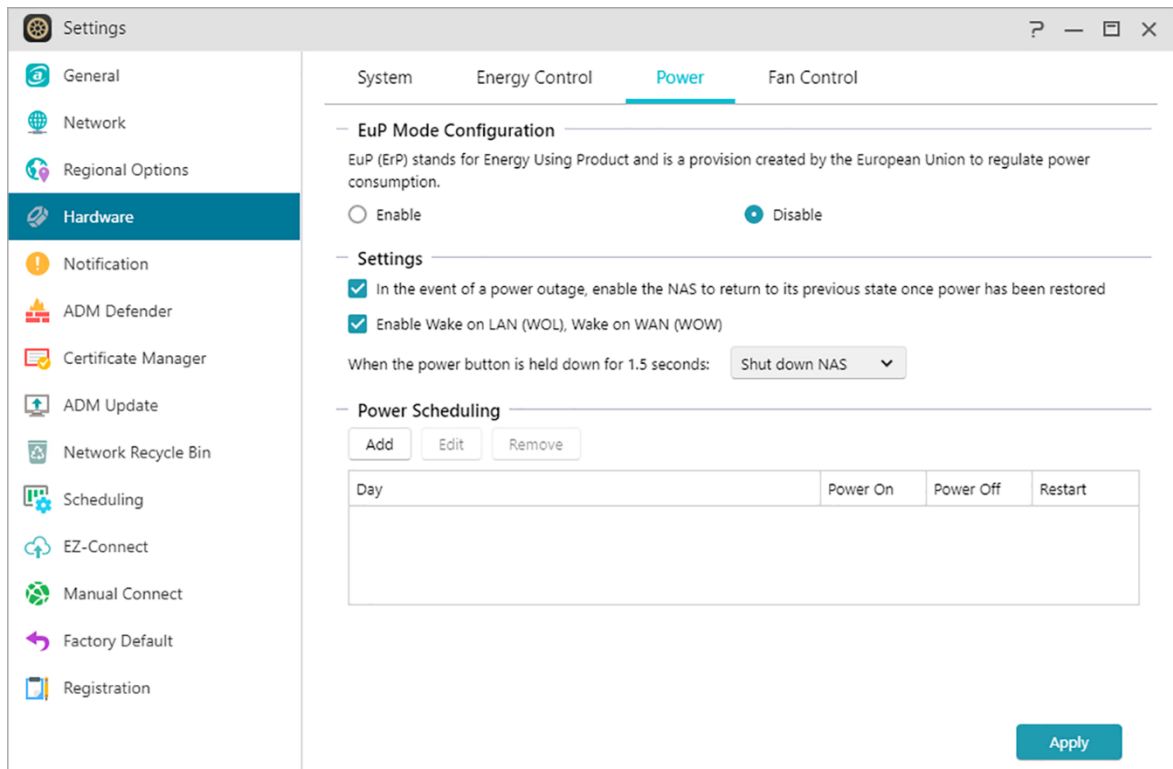 Settings
General
Network
Regional Options
Hardware
Notification
ADM Defender
Certificate Manager
ADM Update
Network Recycle Bin
Scheduling
EZ-Connect
Manual Connect
Factory Default
Registration
System Energy Control Power Fan Control
EuP Mode Configuration
EuP (ErP) stands for Energy Using Product and is a provision created by the European Union to regulate power
consumption.
Enable Disable
Settings
In the event of a power outage, enable the NAS to return to its previous state once power has been restored
Enable Wake on LAN (WOL), Wake on WAN (WOW)
When the power button is held down for 1.5 seconds: Shut down NAS
Power Scheduling
Add Edit Remove
Day Power On Power Off Restart
Apply